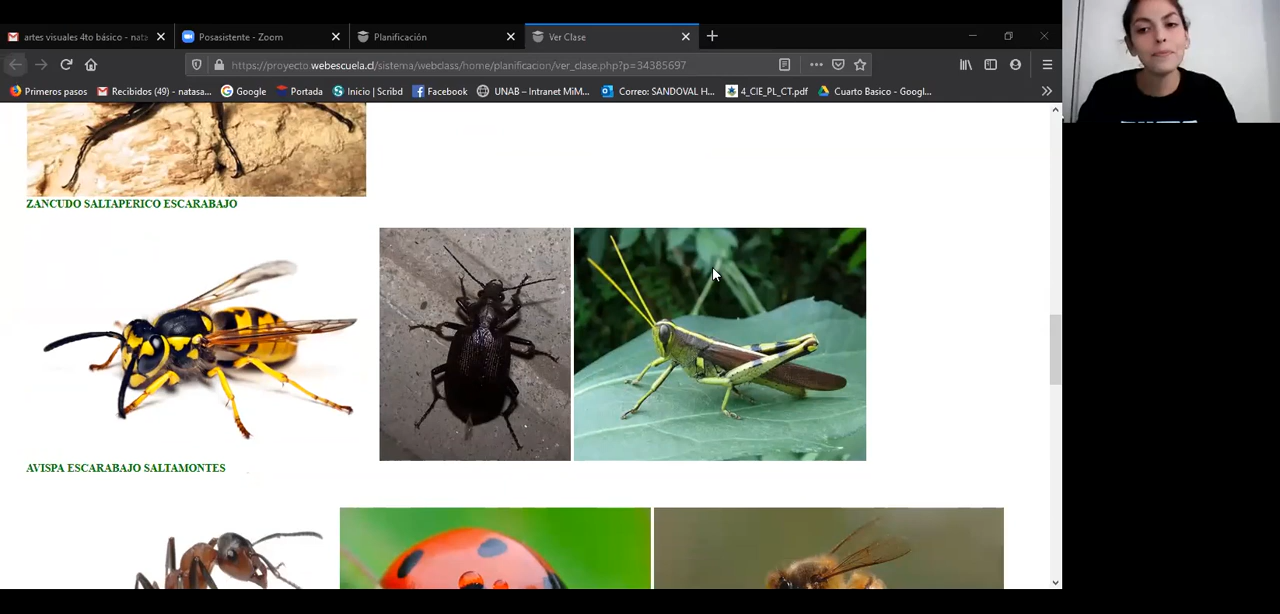 artes visuales 4to básico - nata
Posasistente - Zoom
Planificación
Ver Clase
https://proyecto.webescuela.cl/sistema/webclass/home/planificacion/ver_clase.php?p=34385697
Primeros pasos
Recibidos (49) - natasa...
Google
Portada
Inicio | Scribd
Facebook
UNAB – Intranet MiM...
Correo: SANDOVAL H...
4_CIE_PL_CT.pdf
Cuarto Basico - Googl...
ZANCUDO SALTAPERICO ESCARABAJO
AVISPA ESCARABAJO SALTAMONTES